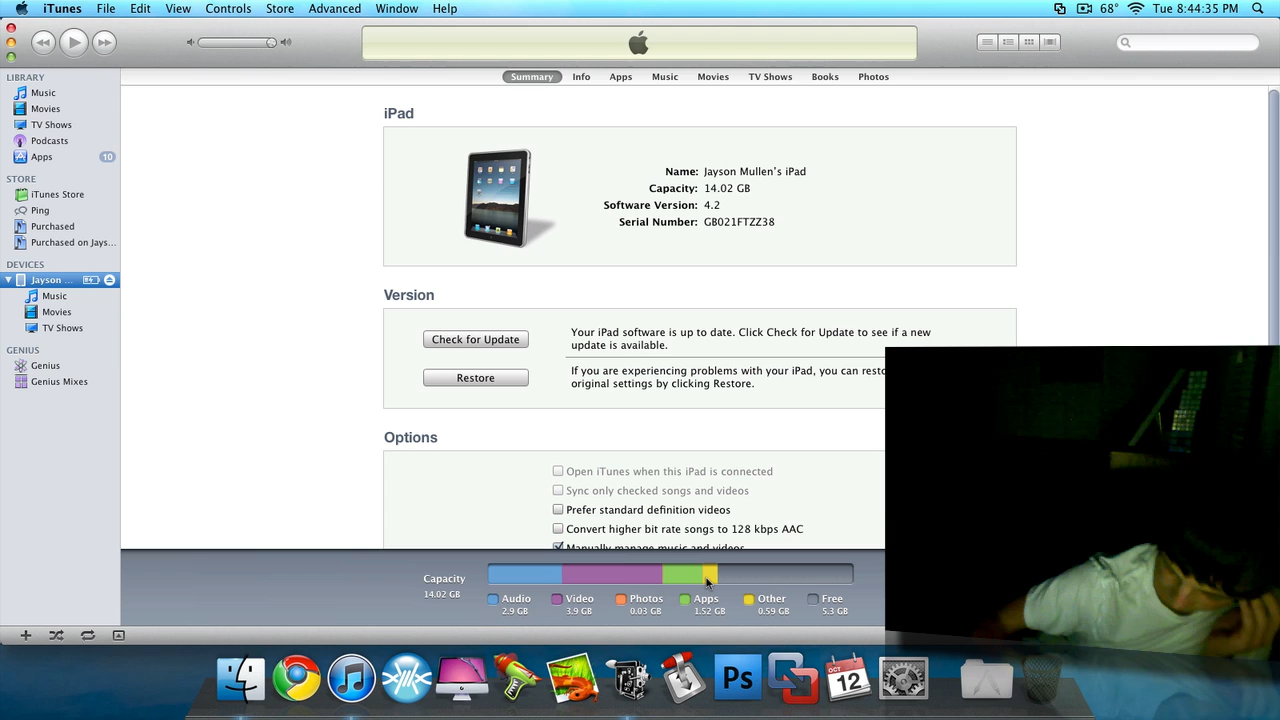 iTunes File Edit View Controls Store Advanced Window Help 68° Tue 8:44:35 PM
LIBRARY
Music
Movies
TV Shows
Podcasts
Apps 10
STORE
iTunes Store
Ping
Purchased
Purchased on Jays...
DEVICES
Jayson ...
Music
Movies
TV Shows
GENIUS
Genius
Genius Mixes
Summary Info Apps Music Movies TV Shows Books Photos
iPad
Name: Jayson Mullen's iPad
Capacity: 14.02 GB
Software Version: 4.2
Serial Number: GB021FTZZ38
Version
Check for Update
Your iPad software is up to date. Click Check for Update to see if a new
update is available.
Restore
If you are experiencing problems with your iPad, you can resto
original settings by clicking Restore.
Options
Open iTunes when this iPad is connected
Sync only checked songs and videos
Prefer standard definition videos
Convert higher bit rate songs to 128 kbps AAC
Manually manage music and videos
Capacity
14.02 GB
Audio Video Photos Apps Other Free
2.9 GB 3.9 GB 0.03 GB 1.52 GB 0.59 GB 5.3 GB
Ps
OCT
12